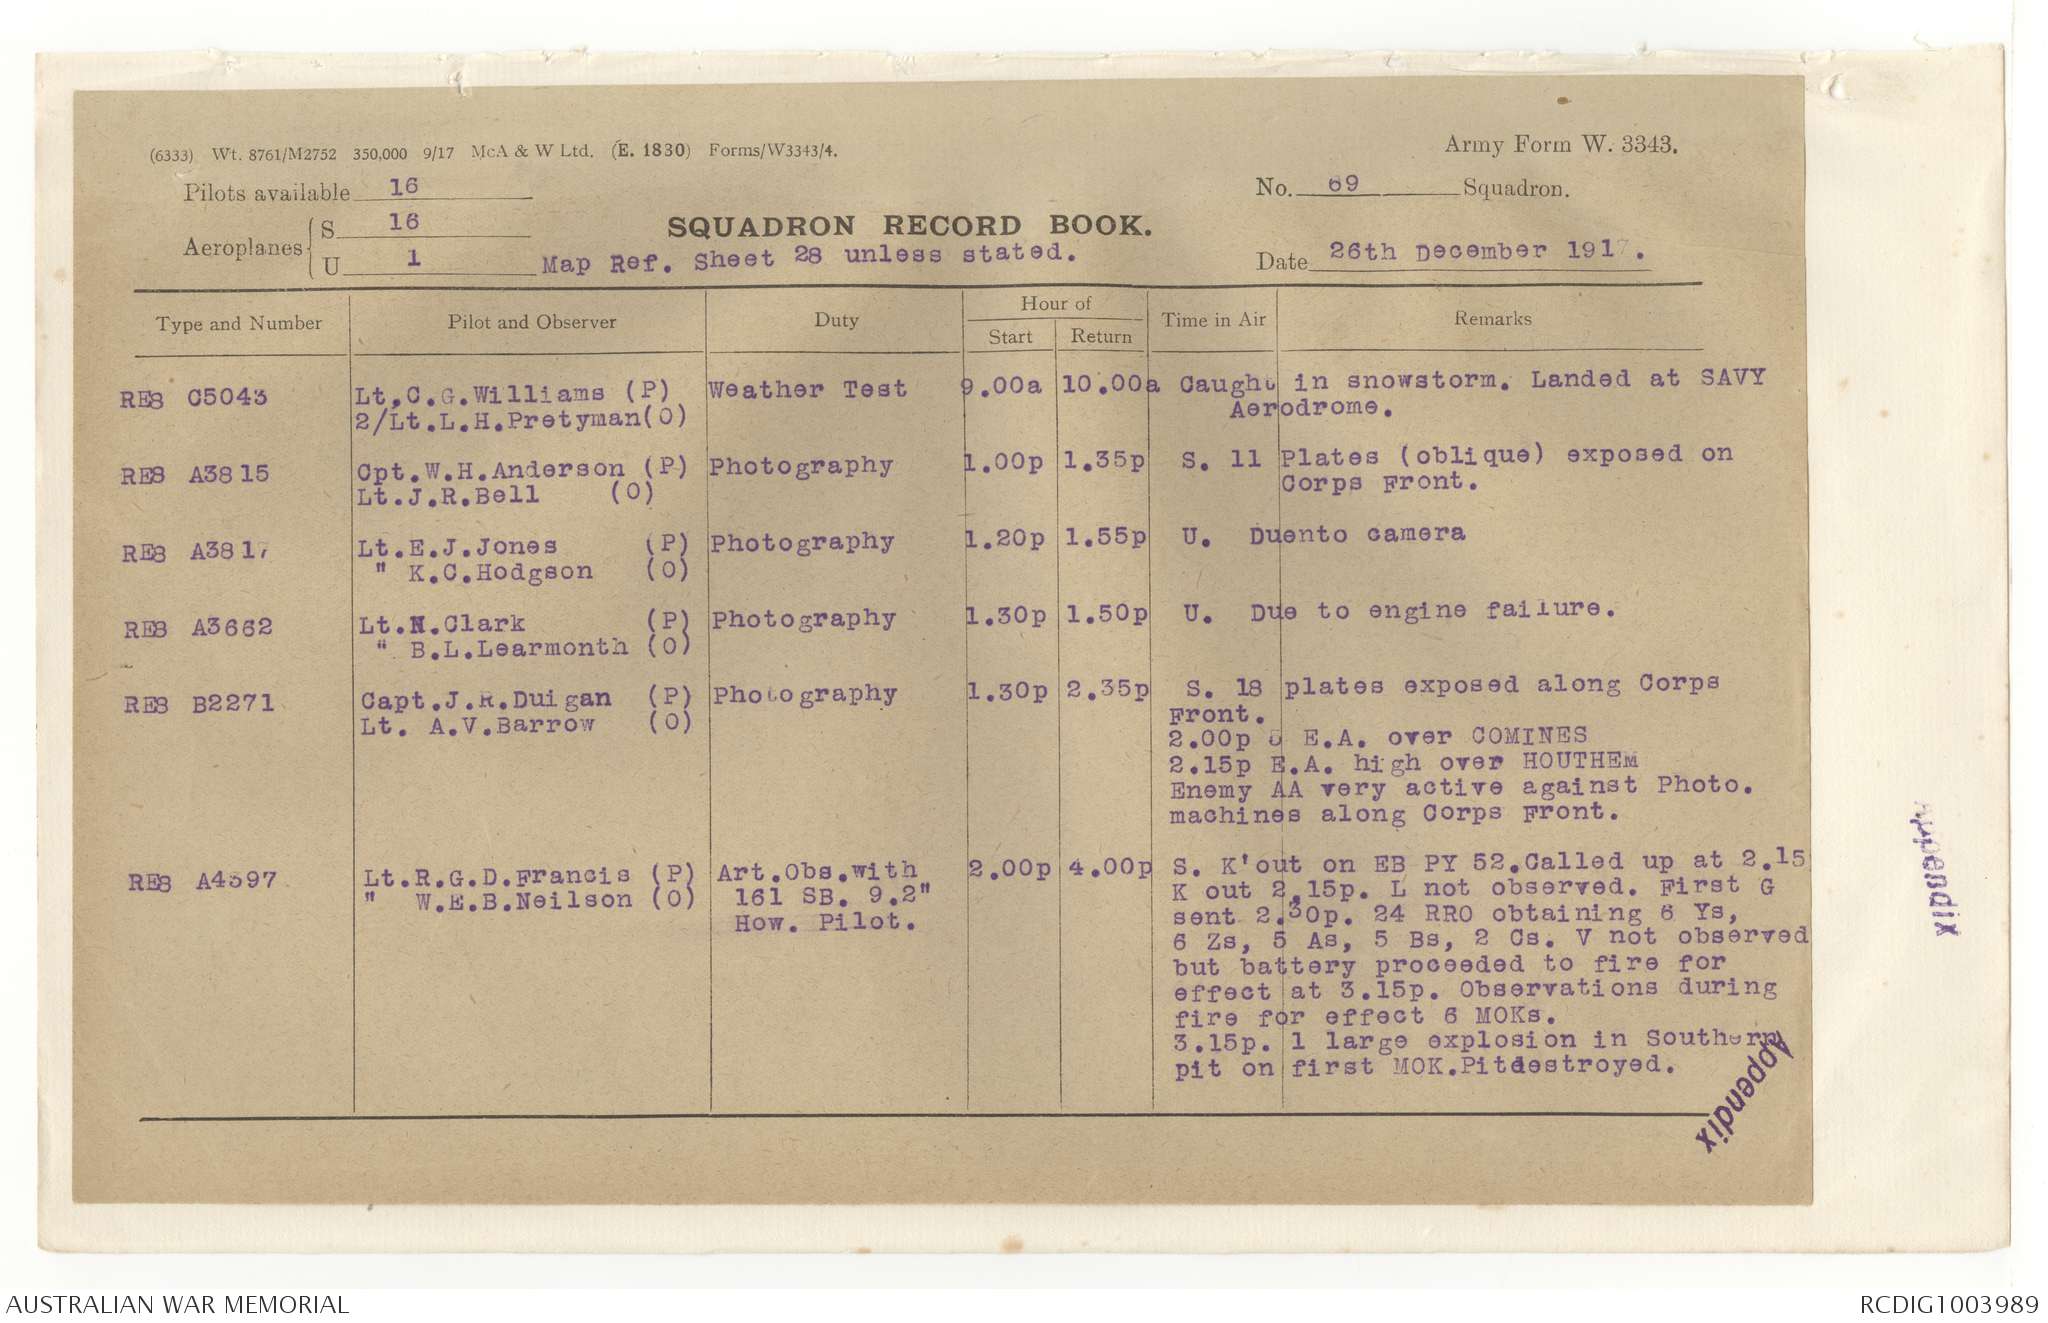 (6333) Wt. 8761/M2752 350,000 9/17 McA & W Ltd. (E. 1830) Forms/W3343/4.
Army Form W. 3343.
Pilots available 16
No. 69 Squadron.
Aeroplanes { S 16
U 1
SQUADRON RECORD BOOK.
Map Ref. Sheet 28 unless stated.
Date 26th December 1917.
Type and Number Pilot and Observer Duty Hour of Time in Air Remarks
Start Return
RE8 C5043 Lt,C.G.Williams (P) Weather Test 9.00a 10.00a Caught in snowstorm. Landed at SAVY
2/Lt.L.H.Pretyman(O) Aerodrome.
RE8 A3815 Cpt.W.H.Anderson (P) Photography 1.00p 1.35p S. 11 Plates (oblique) exposed on
Lt.J.R.Bell (O) Corps Front.
RE8 A3817 Lt.E.J.Jones (P) Photography 1.20p 1.55p U. Duento camera
" K.C.Hodgson (O)
RE8 A3662 Lt.N.Clark (P) Photography 1.30p 1.50p U. Due to engine failure.
" B.L.Learmonth (O)
RE8 B2271 Capt.J.R.Duigan (P) Photography 1.30p 2.35p S. 18 plates exposed along Corps
Lt. A.V.Barrow (O) Front.
2.00p 5 E.A. over COMINES
2.15p E.A. high over HOUTHEM
Enemy AA very active against Photo.
machines along Corps Front.
RE8 A4397 Lt.R.G.D.Francis (P) Art.Obs.with 2.00p 4.00p S. K'out on EB PY 52.Called up at 2.15
" W.E.B.Neilson (O) 161 SB. 9.2" K out 2.15p. L not observed. First G
How. Pilot. sent 2.30p. 24 RRO obtaining 6 Ys,
6 Zs, 5 As, 5 Bs, 2 Cs. V not observed
but battery proceeded to fire for
effect at 3.15p. Observations during
fire for effect 6 MOKs.
3.15p. 1 large explosion in Southern
pit on first MOK.Pitdestroyed.
Appendix
Appendix
AUSTRALIAN WAR MEMORIAL
RCDIG1003989